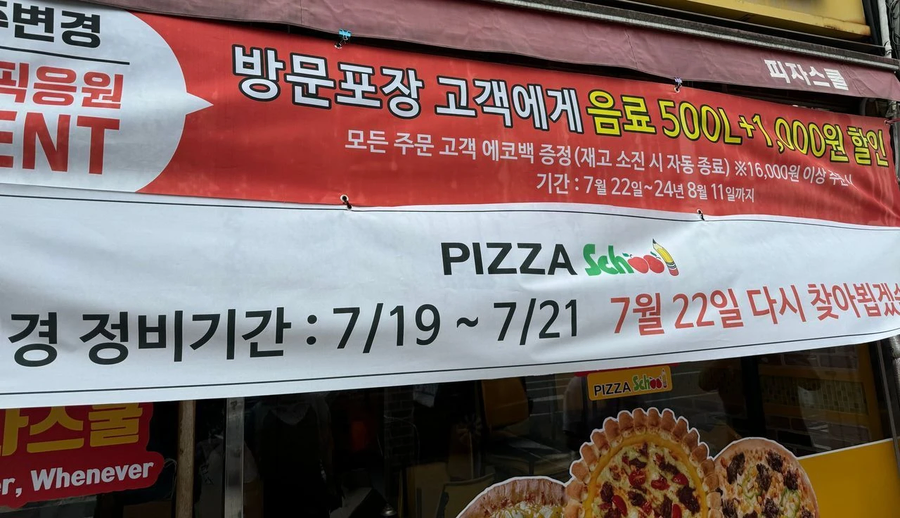 주변경
픽응원
ENT
방문포장 고객에게 음료 500L+1,000원 할인
모든 주문 고객 에코백 증정(재고 소진 시 자동 종료) ※16,000원 이상
기간 : 7월 22일~24년 8월 11일까지
피자스쿨
PIZZA School
경 정비기간 : 7/19 ~ 7/21 7월 22일 다시 찾아뵙겠
PIZZA School
자스쿨
er, Whenever